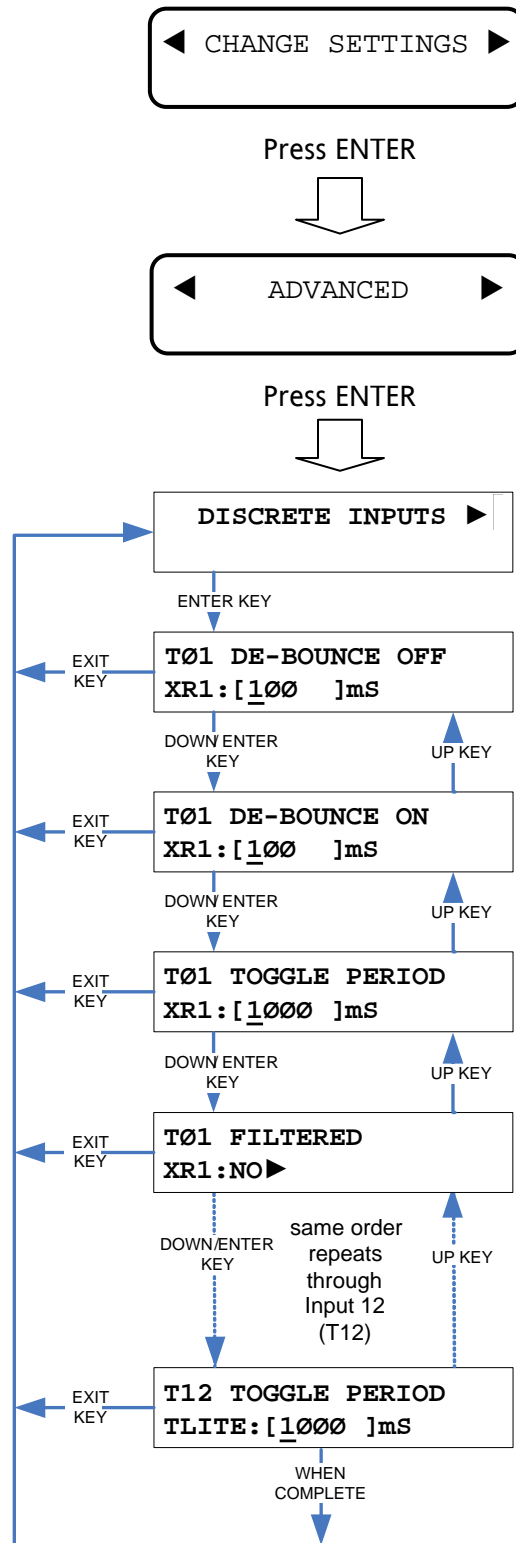 ◄ CHANGE SETTINGS ►
Press ENTER
◄ ADVANCED ►
Press ENTER
DISCRETE INPUTS ►
ENTER KEY
TØ1 DE-BOUNCE OFF
XR1:[1ØØ ]mS
EXIT
KEY
DOWN/ENTER
KEY
UP KEY
TØ1 DE-BOUNCE ON
XR1:[1ØØ ]mS
EXIT
KEY
DOWN/ENTER
KEY
UP KEY
TØ1 TOGGLE PERIOD
XR1:[1ØØØ ]mS
EXIT
KEY
DOWN/ENTER
KEY
UP KEY
TØ1 FILTERED
XR1:NO►
EXIT
KEY
DOWN/ENTER
KEY
same order
repeats
through
Input 12
(T12)
UP KEY
T12 TOGGLE PERIOD
TLITE:[1ØØØ ]mS
EXIT
KEY
WHEN
COMPLETE